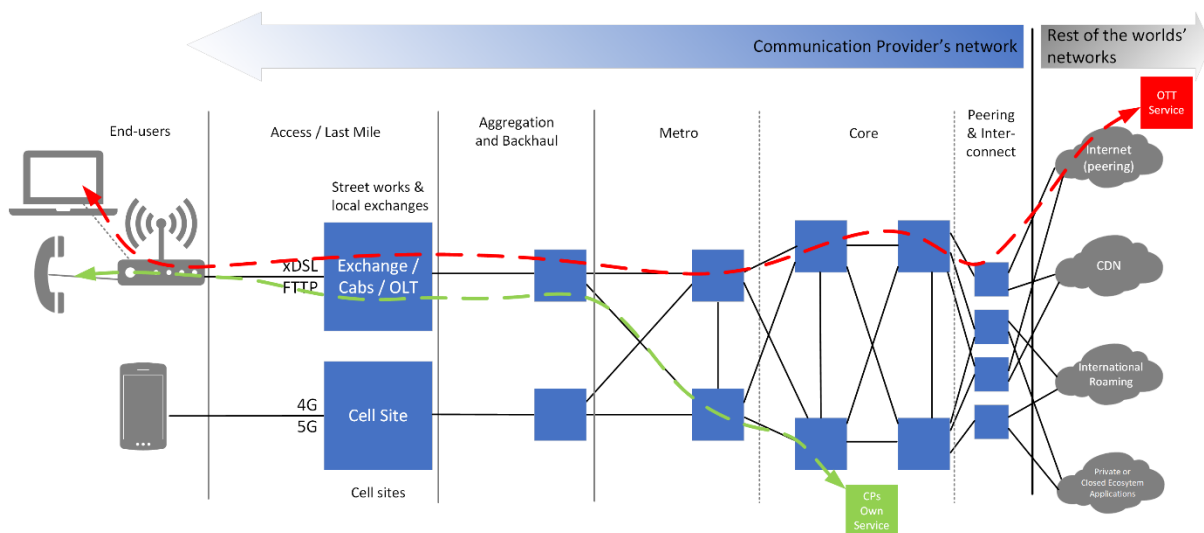 Communication Provider's network
Rest of the worlds'
networks
OTT
Service
End-users
Access / Last Mile
Aggregation
and Backhaul
Metro
Core
Peering
& Inter-
connect
Internet
(peering)
Street works &
local exchanges
xDSL
FTTP
Exchange /
Cabs / OLT
CDN
4G
5G
Cell Site
International
Roaming
Cell sites
CPs
Own
Service
Private or
Closed Ecosytem
Applications